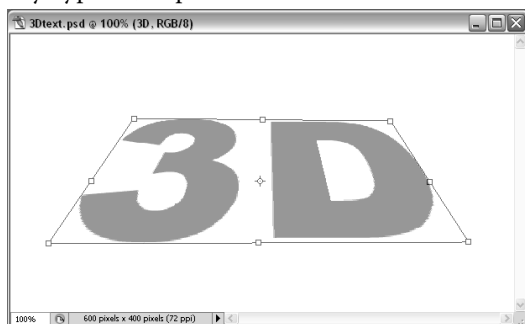 3Dtext.psd @ 100% (3D, RGB/8)
3D
100% 600 pixels x 400 pixels (72 ppi)